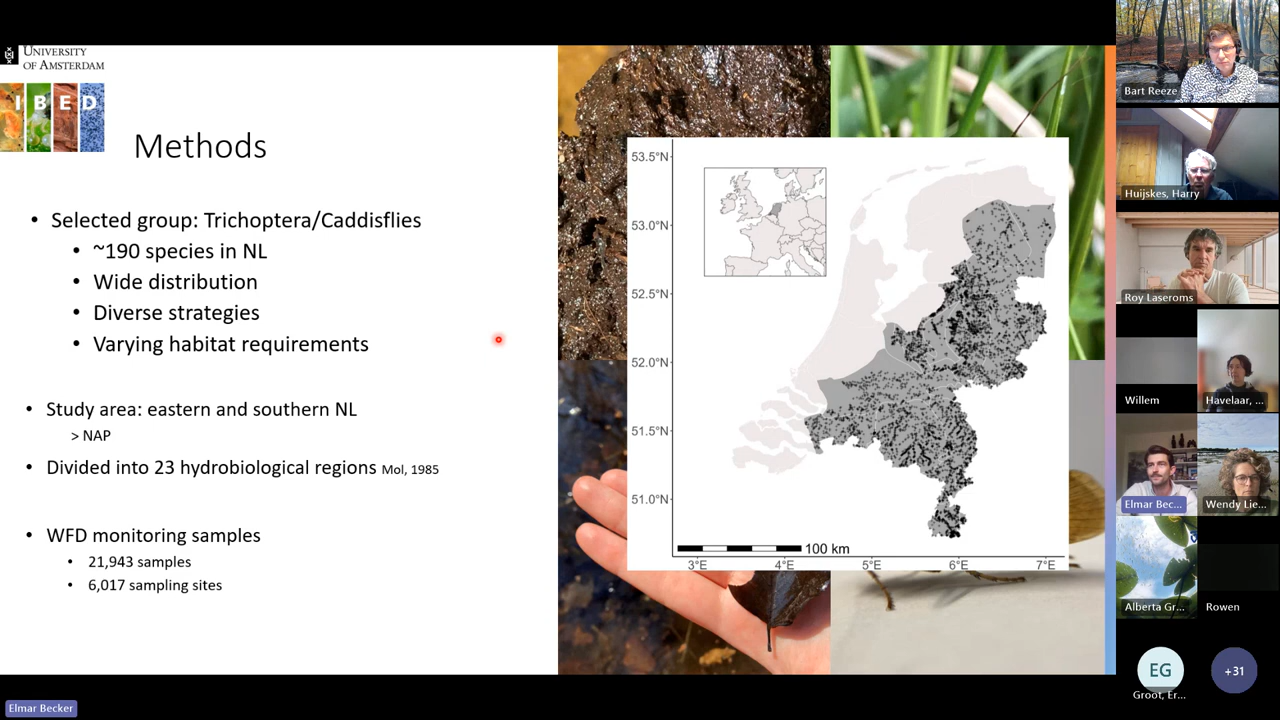 UNIVERSITY
OF AMSTERDAM
I B E D
Methods
• Selected group: Trichoptera/Caddisflies
• ~190 species in NL
• Wide distribution
• Diverse strategies
• Varying habitat requirements
• Study area: eastern and southern NL
> NAP
• Divided into 23 hydrobiological regions Mol, 1985
• WFD monitoring samples
• 21,943 samples
• 6,017 sampling sites
53.5°N
53.0°N
52.5°N
52.0°N
51.5°N
51.0°N
100 km
3°E 4°E 5°E 6°E 7°E
Bart Reeze
Huijskes, Harry
Roy Laseroms
Willem
Havelaar, ...
Elmar Bec...
Wendy Lie...
Alberta Gr...
Rowen
EG
Groot, Er...
+31
Elmar Becker